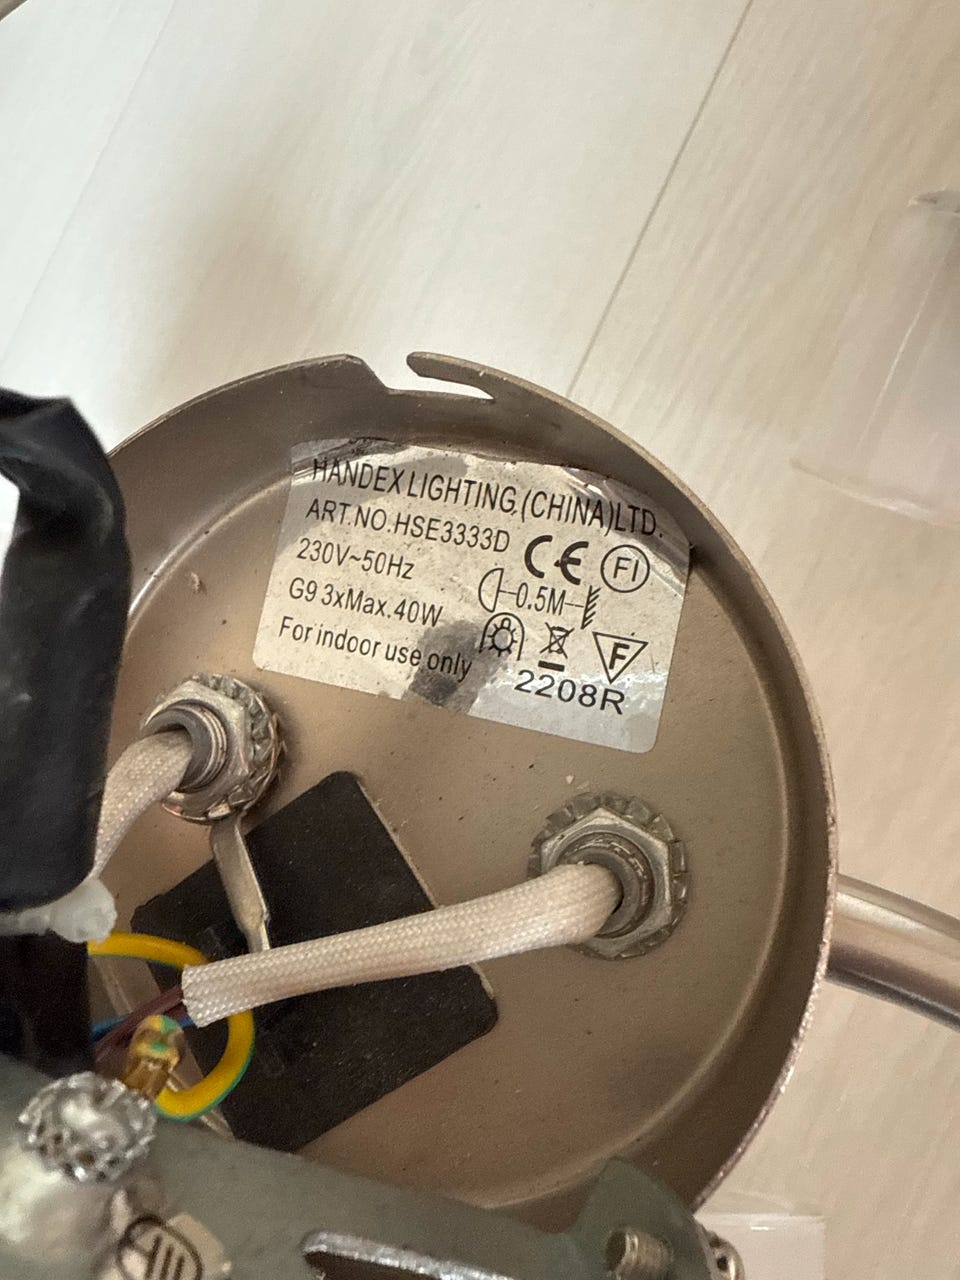 HANDEX LIGHTING (CHINA)LTD.
ART.NO.HSE3333D
CE FI
230V~50Hz
0.5M
G9 3xMax.40W
F
For indoor use only
2208R